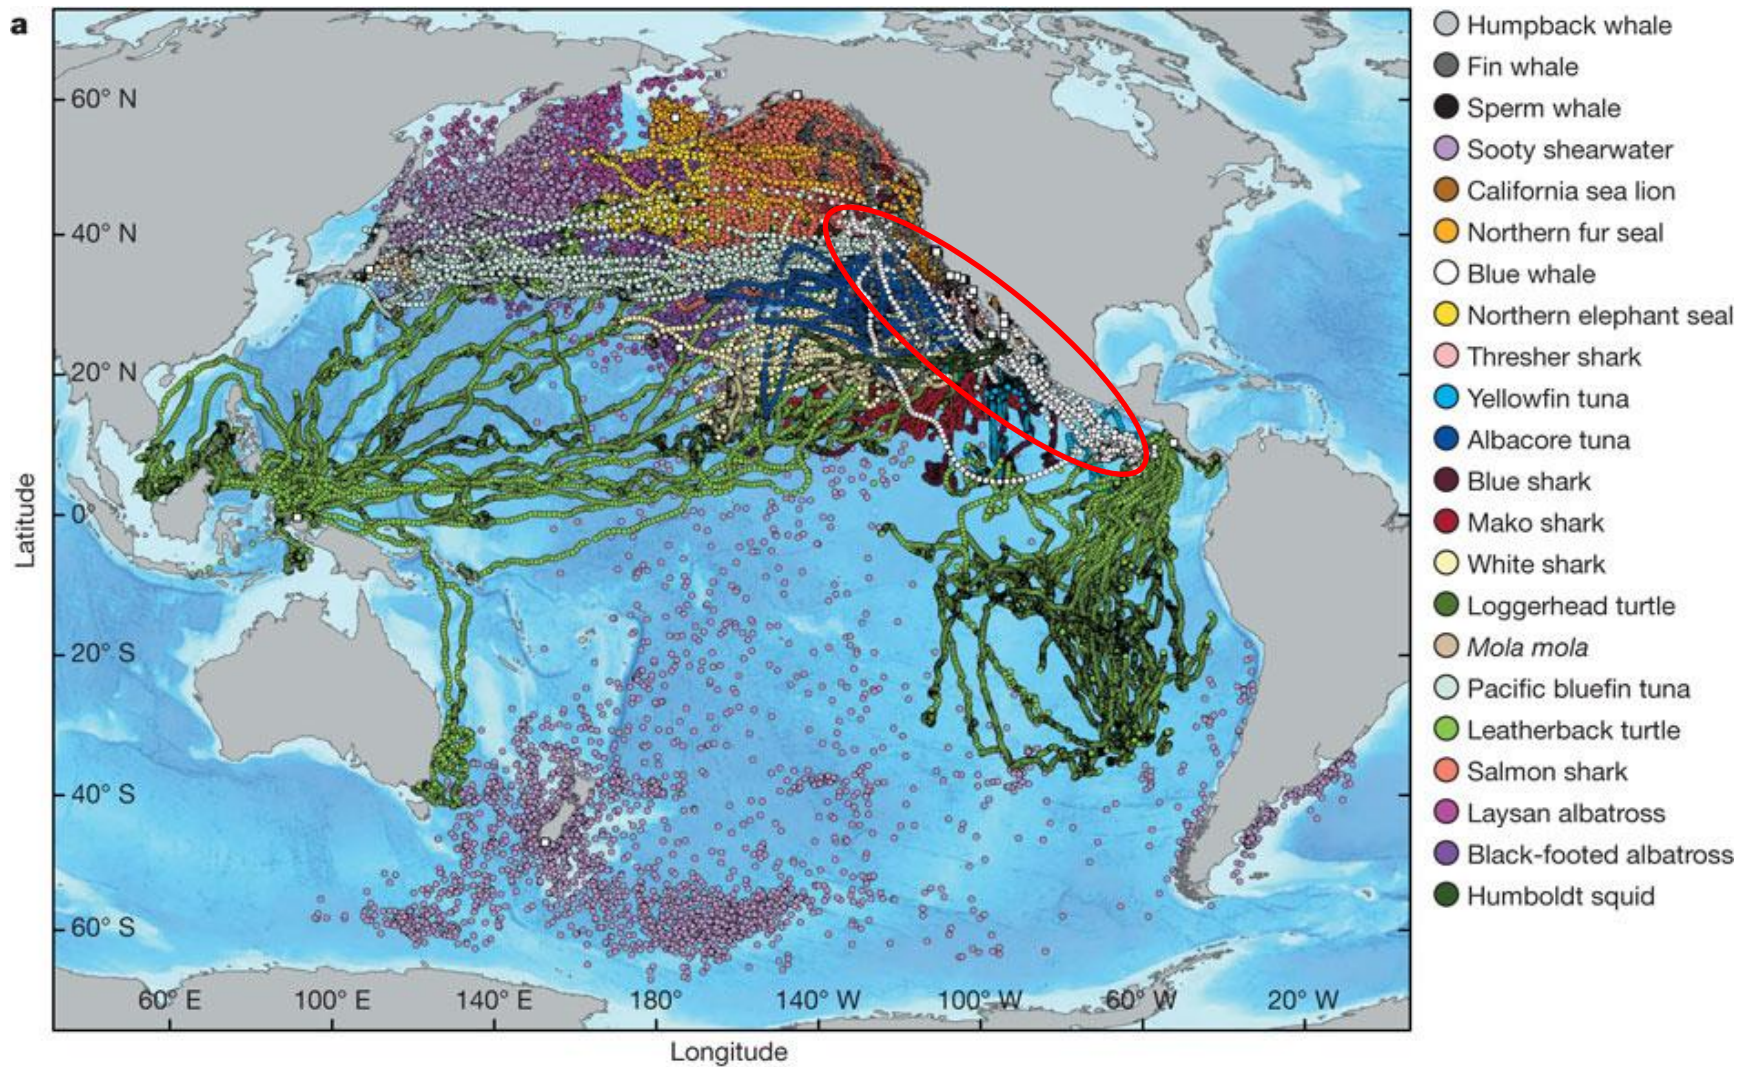 a
Humpback whale
Fin whale
Sperm whale
Sooty shearwater
California sea lion
Northern fur seal
Blue whale
Northern elephant seal
Thresher shark
Yellowfin tuna
Albacore tuna
Blue shark
Mako shark
White shark
Loggerhead turtle
Mola mola
Pacific bluefin tuna
Leatherback turtle
Salmon shark
Laysan albatross
Black-footed albatross
Humboldt squid
Latitude
60° N
40° N
20° N
0°
20° S
40° S
60° S
60° E 100° E 140° E 180° 140° W 100° W 60° W 20° W
Longitude